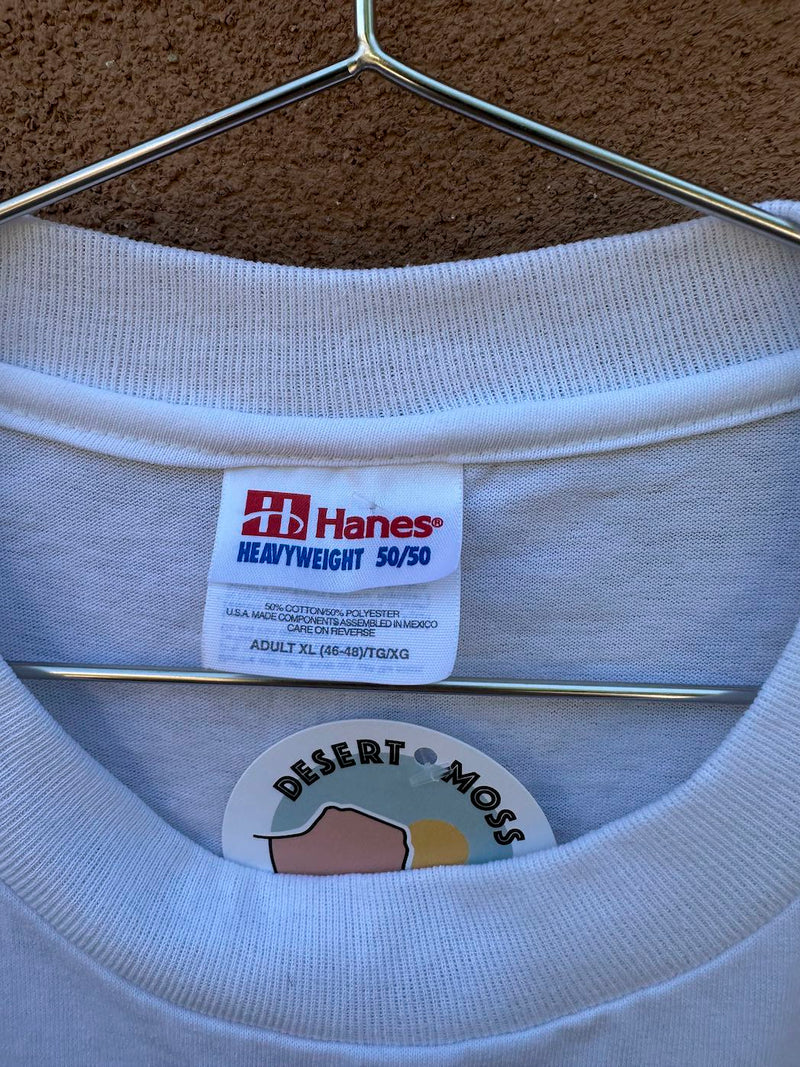 Hanes®
HEAVYWEIGHT 50/50
50% COTTON/50% POLYESTER
U.S.A. MADE COMPONENTS ASSEMBLED IN MEXICO
CARE ON REVERSE
ADULT XL (46-48)/TG/XG
DESERT MOSS